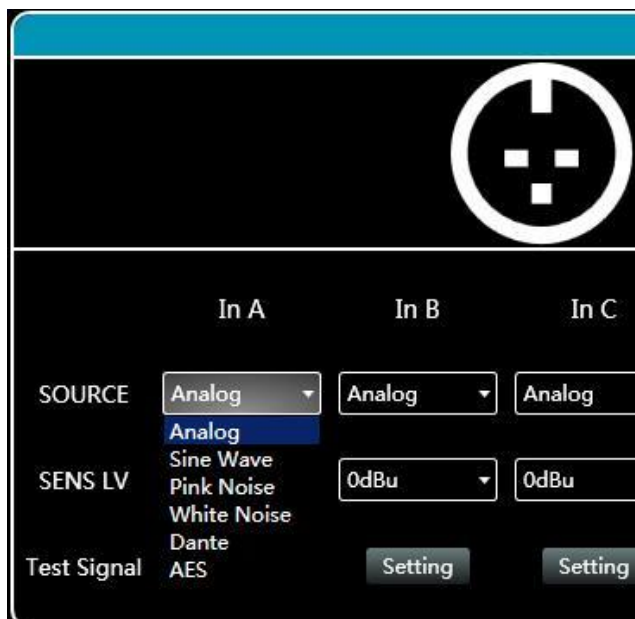 In A In B In C
SOURCE Analog Analog Analog
Analog
Sine Wave
SENS LV Pink Noise 0dBu 0dBu
White Noise
Dante
Test Signal AES Setting Setting